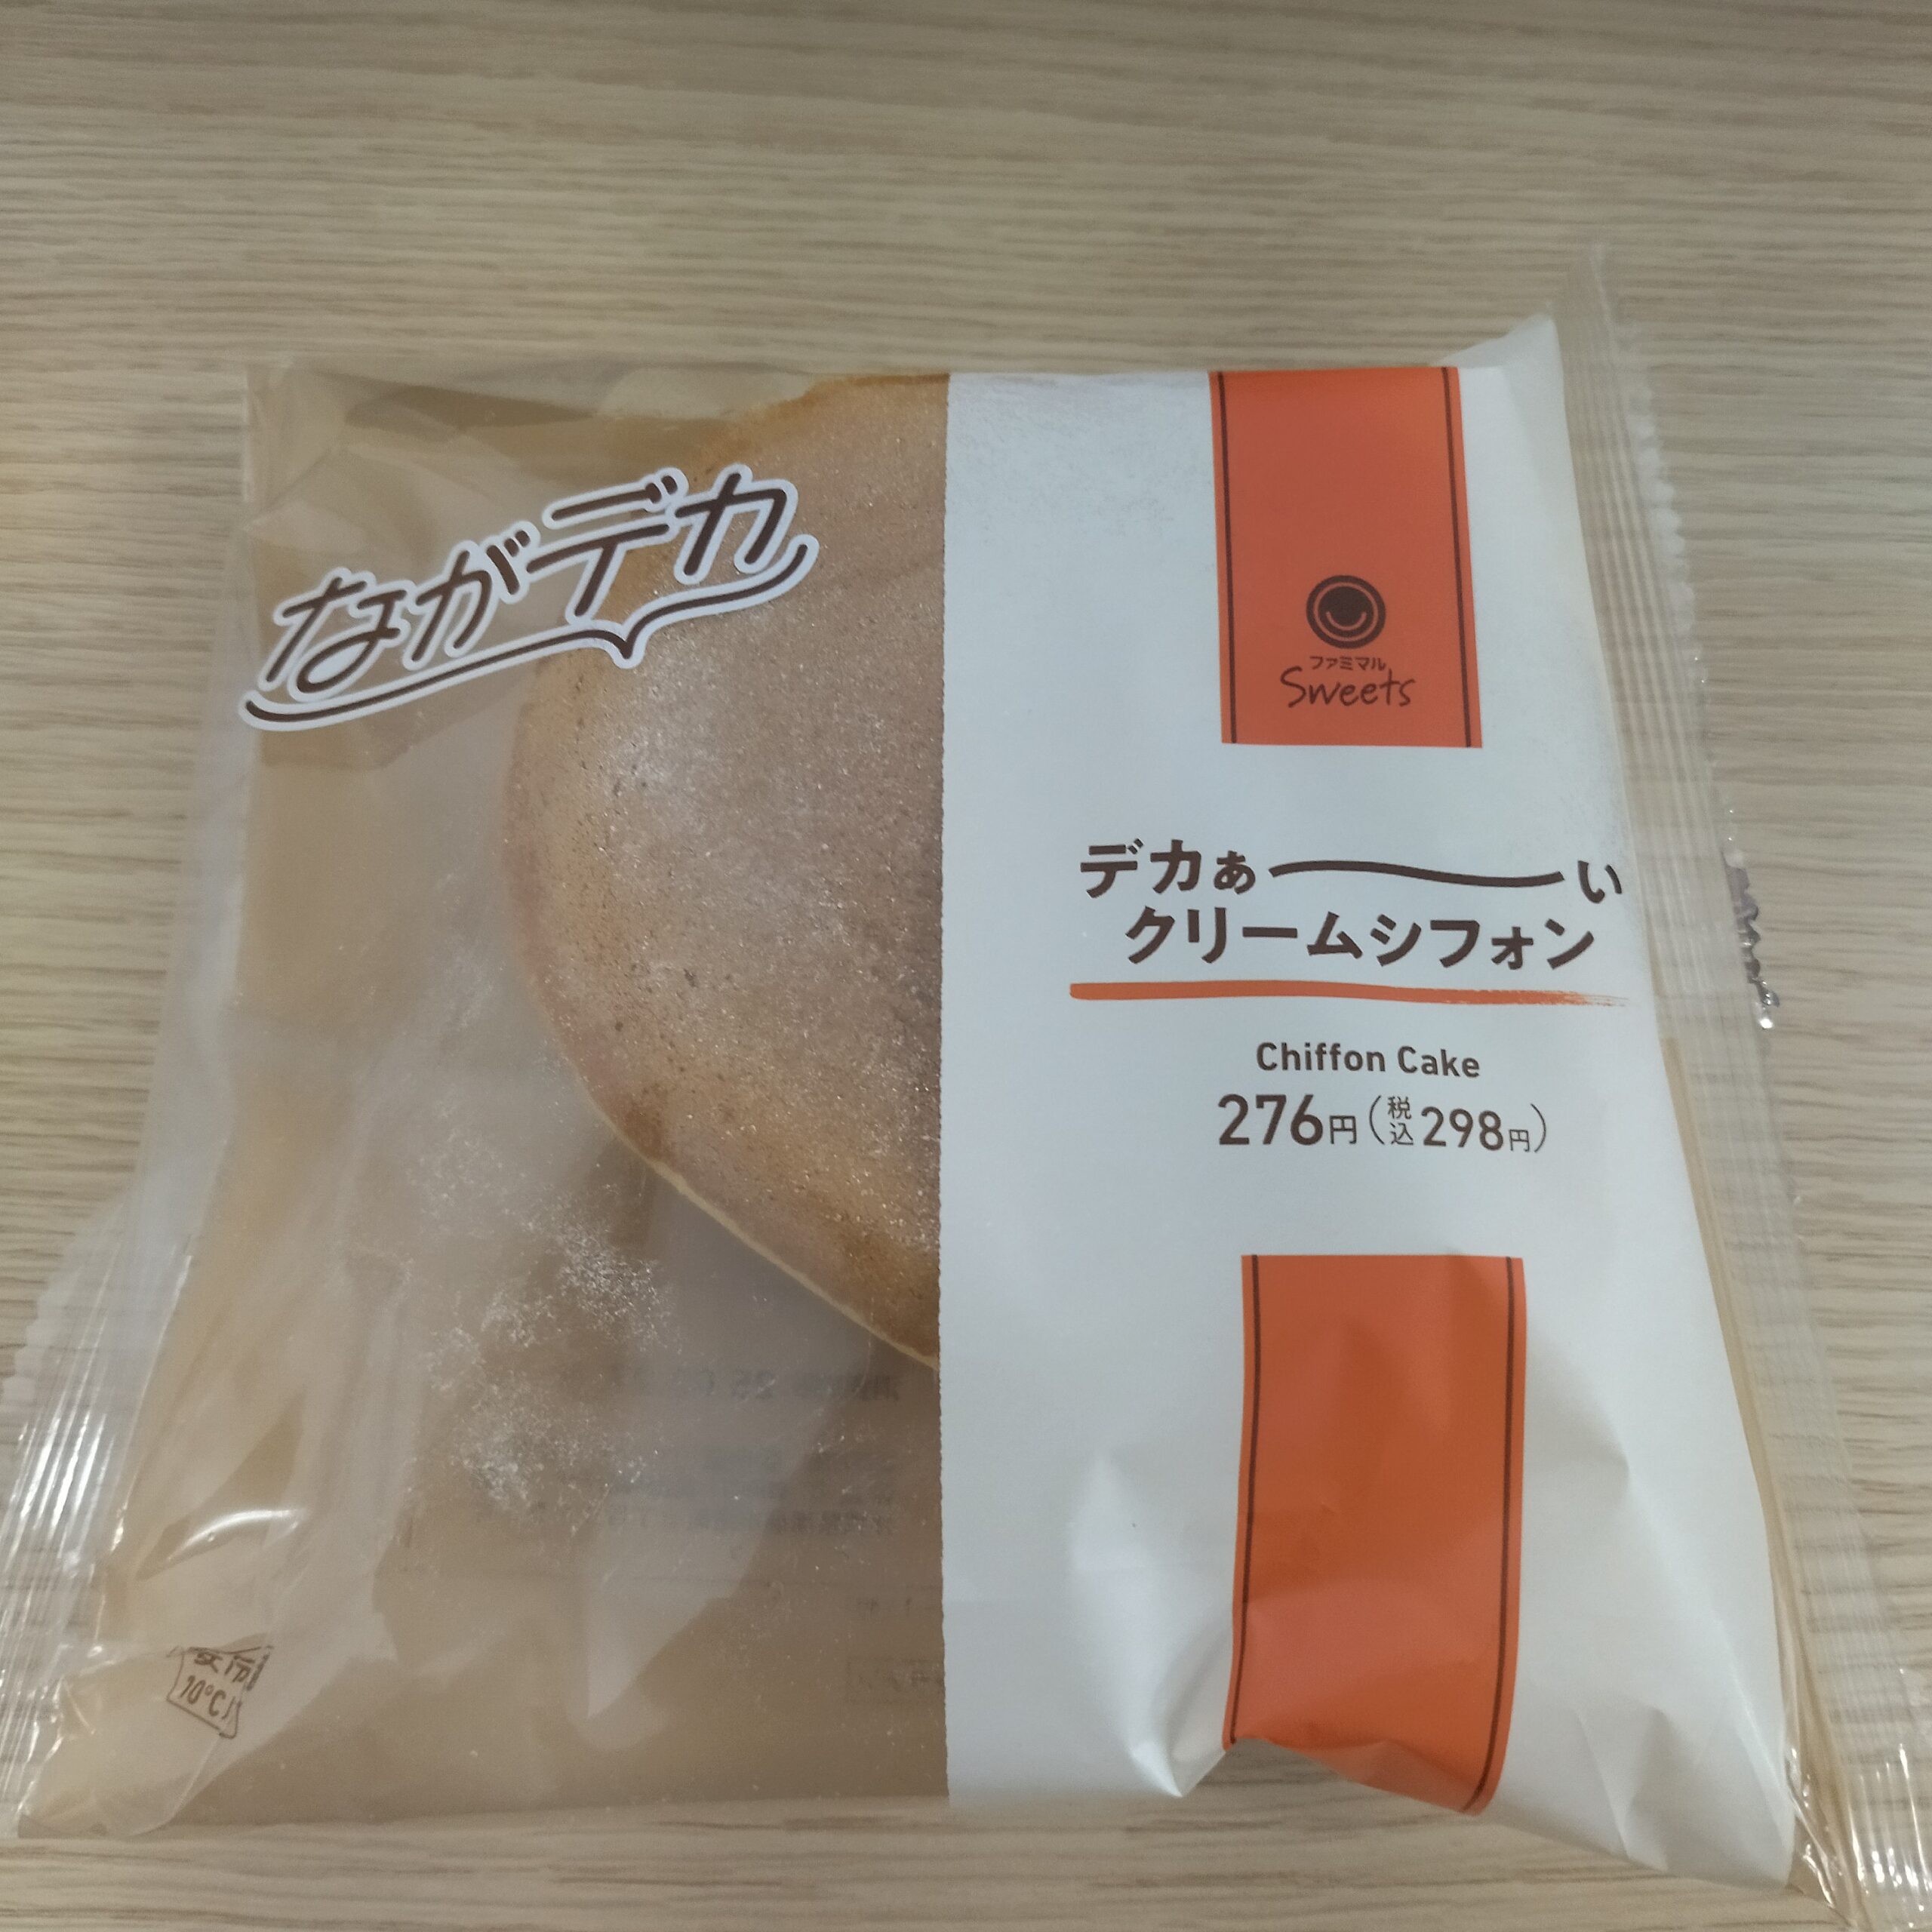 ながデカ
ファミマル
Sweets
デカぁ〜い
クリームシフォン
Chiffon Cake
276円(税込298円)
10℃